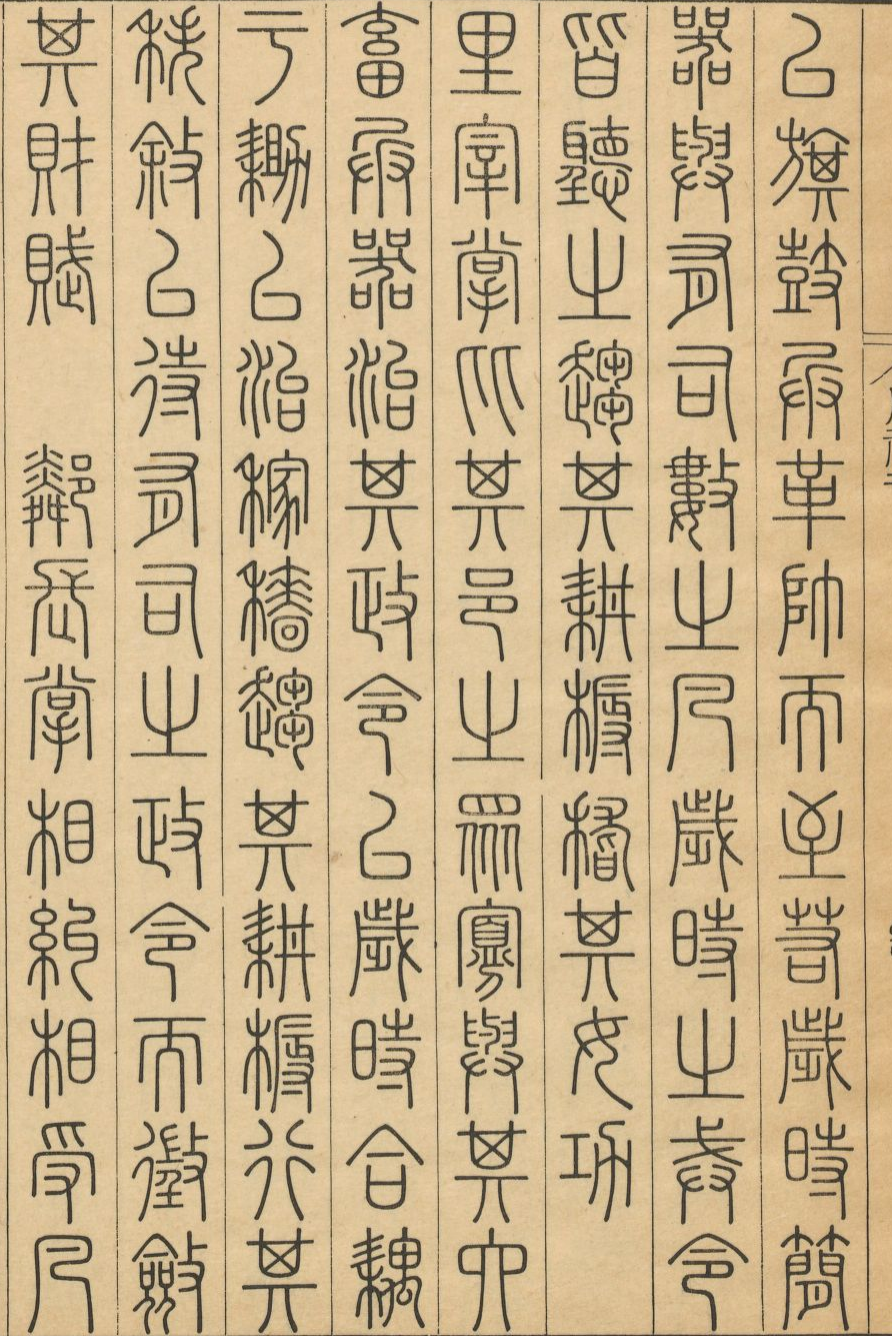 以旗鼓兵革帥而至若歲時簡
器與有司數之凡歲時之戒令
皆聽之趨其耕耨稽其女功
里宰掌比其邑之眾寡與其六
畜兵器治其政令以歲時合耦
于耡以治稼穡趨其耕耨行其
秩敘以待有司之政令而徵斂
其財賦　鄰長掌相糾相受凡